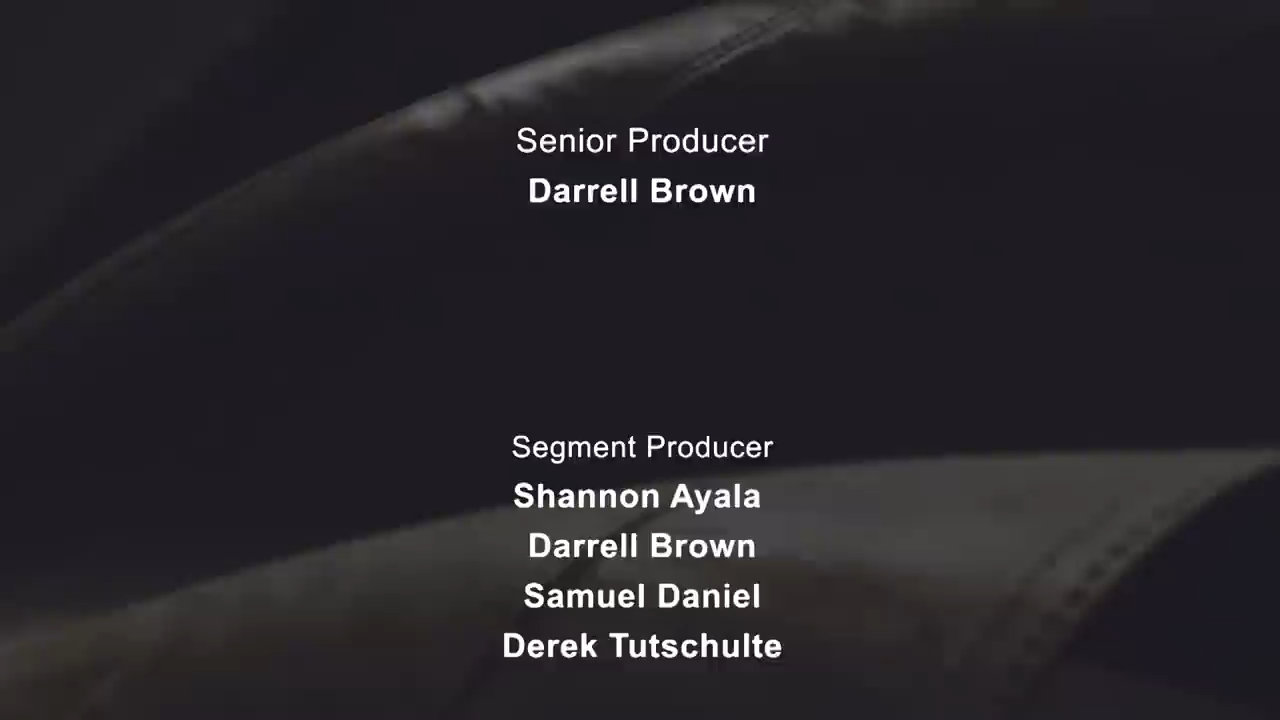 Senior Producer
Darrell Brown
Segment Producer
Shannon Ayala
Darrell Brown
Samuel Daniel
Derek Tutschulte